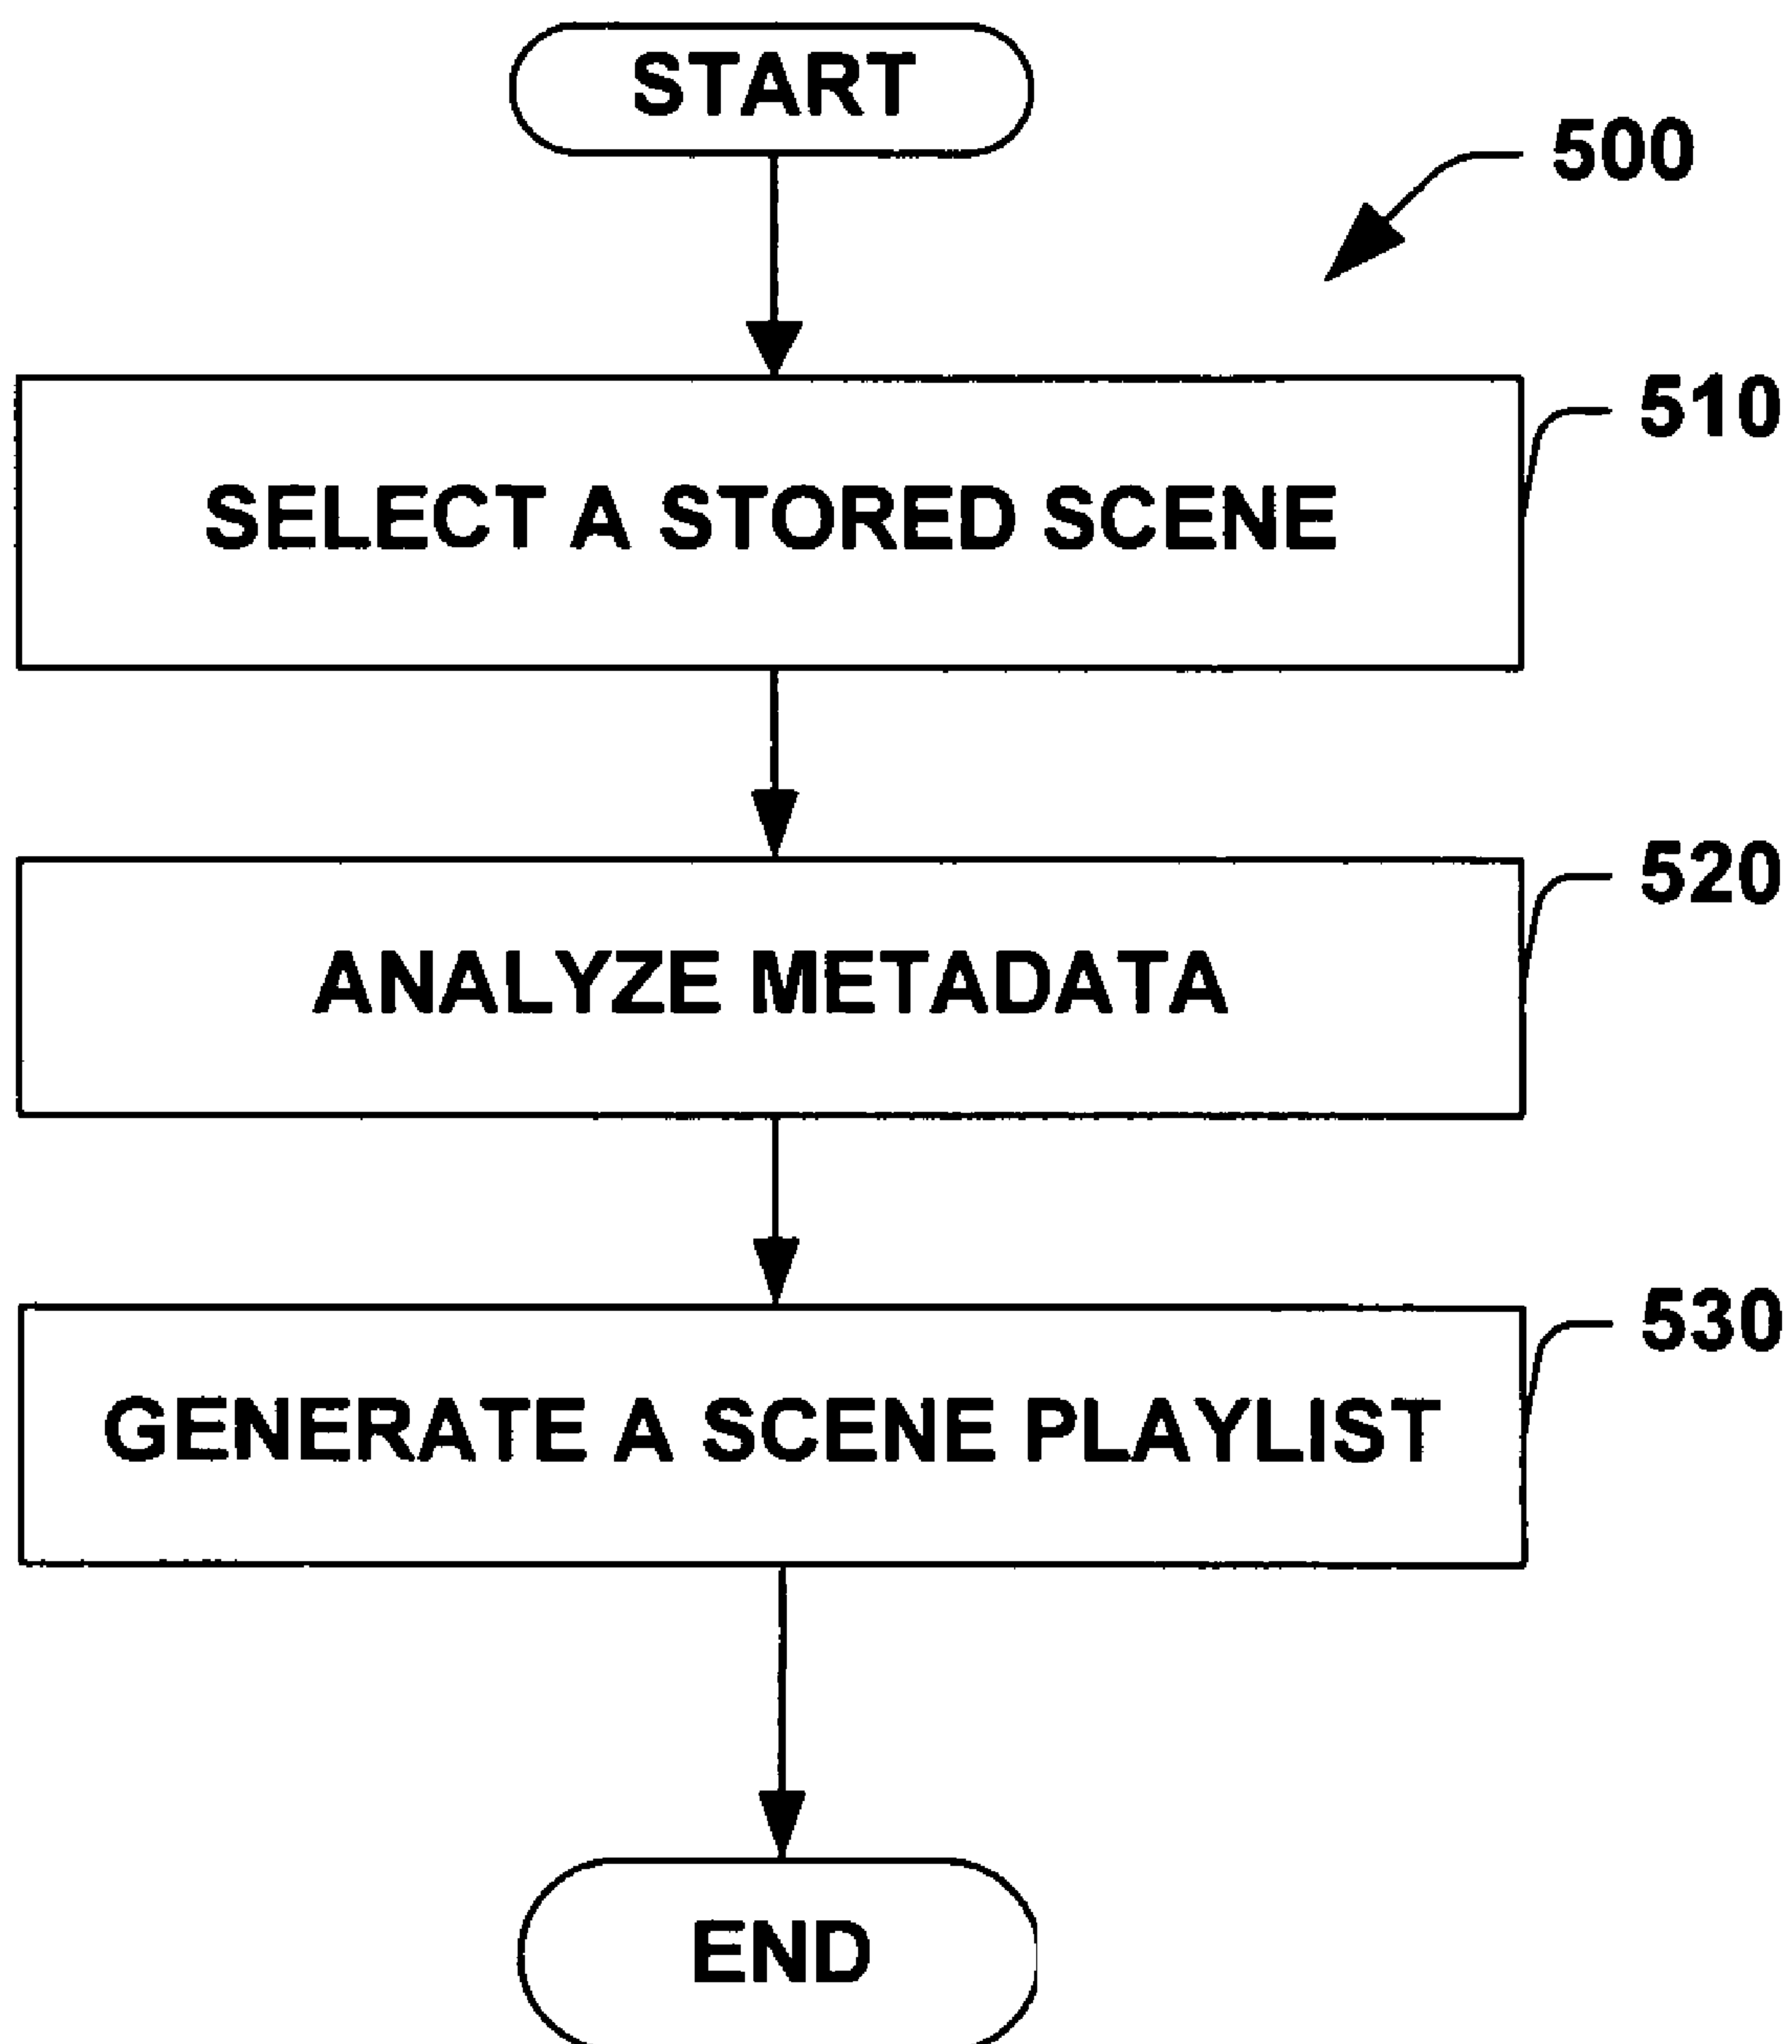 START
500
510
SELECT A STORED SCENE
520
ANALYZE METADATA
530
GENERATE A SCENE PLAYLIST
END